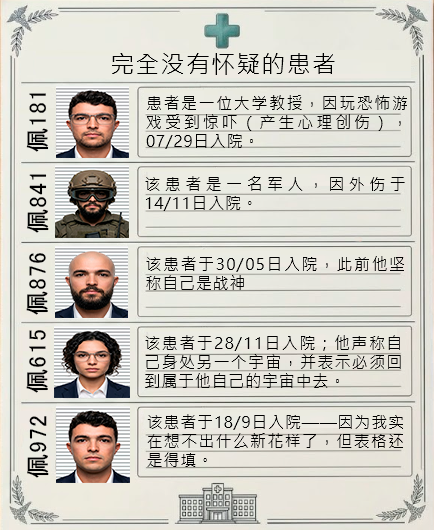 完全没有怀疑的患者
佩181
患者是一位大学教授，因玩恐怖游
戏受到惊吓（产生心理创伤），
07/29日入院。
佩841
该患者是一名军人，因外伤于
14/11日入院。
佩876
该患者于30/05日入院，此前他坚
称自己是战神
佩615
该患者于28/11日入院；他声称自
己身处另一个宇宙，并表示必须回
到属于他自己的宇宙中去。
佩972
该患者于18/9日入院——因为我实
在想不出什么新花样了，但表格还
是得填。